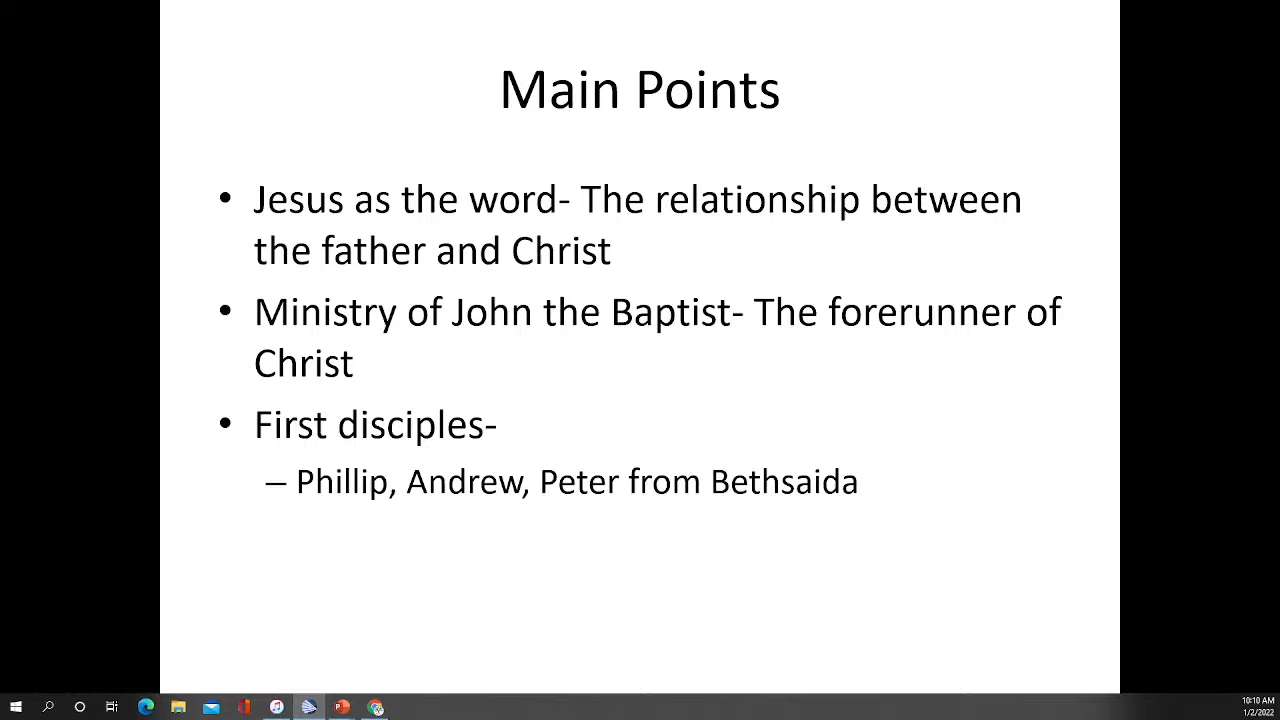 Main Points
• Jesus as the word- The relationship between
the father and Christ
• Ministry of John the Baptist- The forerunner of
Christ
• First disciples-
– Phillip, Andrew, Peter from Bethsaida
10:10 AM
1/2/2022